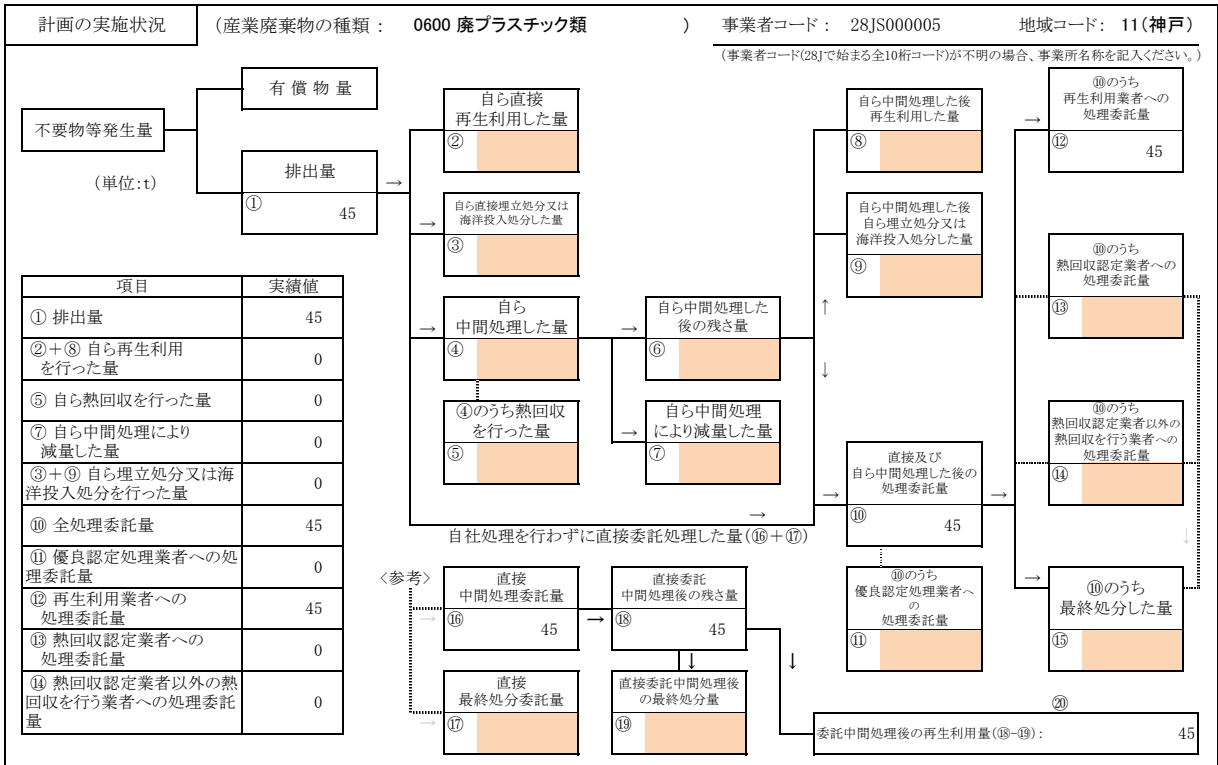 計画の実施状況
(産業廃棄物の種類 : 0600 廃プラスチック類 )
事業者コード : 28JS000005
地域コード: 11(神戸)
(事業者コード(28Jで始まる全10桁コード)が不明の場合、事業所名称を記入ください。)
不要物等発生量
(単位:t)
有償物量
排出量
→
① 45
自ら直接
再生利用した量
②
→
自ら直接埋立処分又は
海洋投入処分した量
③
→
自ら
中間処理した量
④
④のうち熱回収
を行った量
⑤
→
自ら中間処理した
後の残さ量
⑥
→
自ら中間処理
により減量した量
⑦
自ら中間処理した後
再生利用した量
⑧
自ら中間処理した後
自ら埋立処分又は
海洋投入処分した量
⑨
↑
↓
→
自社処理を行わずに直接委託処理した量(⑯+⑰)
→
直接及び
自ら中間処理した後の
処理委託量
⑩ 45
→
⑩のうち
優良認定処理業者へ
の
処理委託量
⑪
→
⑩のうち
再生利用業者への
処理委託量
⑫ 45
⑩のうち
熱回収認定業者への
処理委託量
⑬
⑩のうち
熱回収認定業者以外の
熱回収を行う業者への
処理委託量
⑭
↓
→
⑩のうち
最終処分した量
⑮
項目 実績値
① 排出量 45
②+⑧ 自ら再生利用
を行った量 0
⑤ 自ら熱回収を行った量 0
⑦ 自ら中間処理により
減量した量 0
③+⑨ 自ら埋立処分又は海
洋投入処分を行った量 0
⑩ 全処理委託量 45
⑪ 優良認定処理業者への処
理委託量 0
⑫ 再生利用業者への
処理委託量 45
⑬ 熱回収認定業者への
処理委託量 0
⑭ 熱回収認定業者以外の熱
回収を行う業者への処理委託
量 0
〈参考〉
→
直接
中間処理委託量
⑯ 45
→
直接委託
中間処理後の残さ量
⑱ 45
↓
↓
→
直接
最終処分委託量
⑰
直接委託中間処理後
の最終処分量
⑲
⑳
委託中間処理後の再生利用量(⑱-⑲): 45